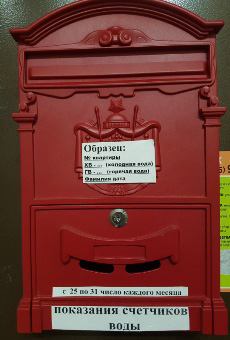 Образец:
№ квартиры
ХВ - ... (холодная вода)
ГВ - ... (горячая вода)
Фамилия дата
с 25 по 31 число каждого месяца
показания счетчиков
воды